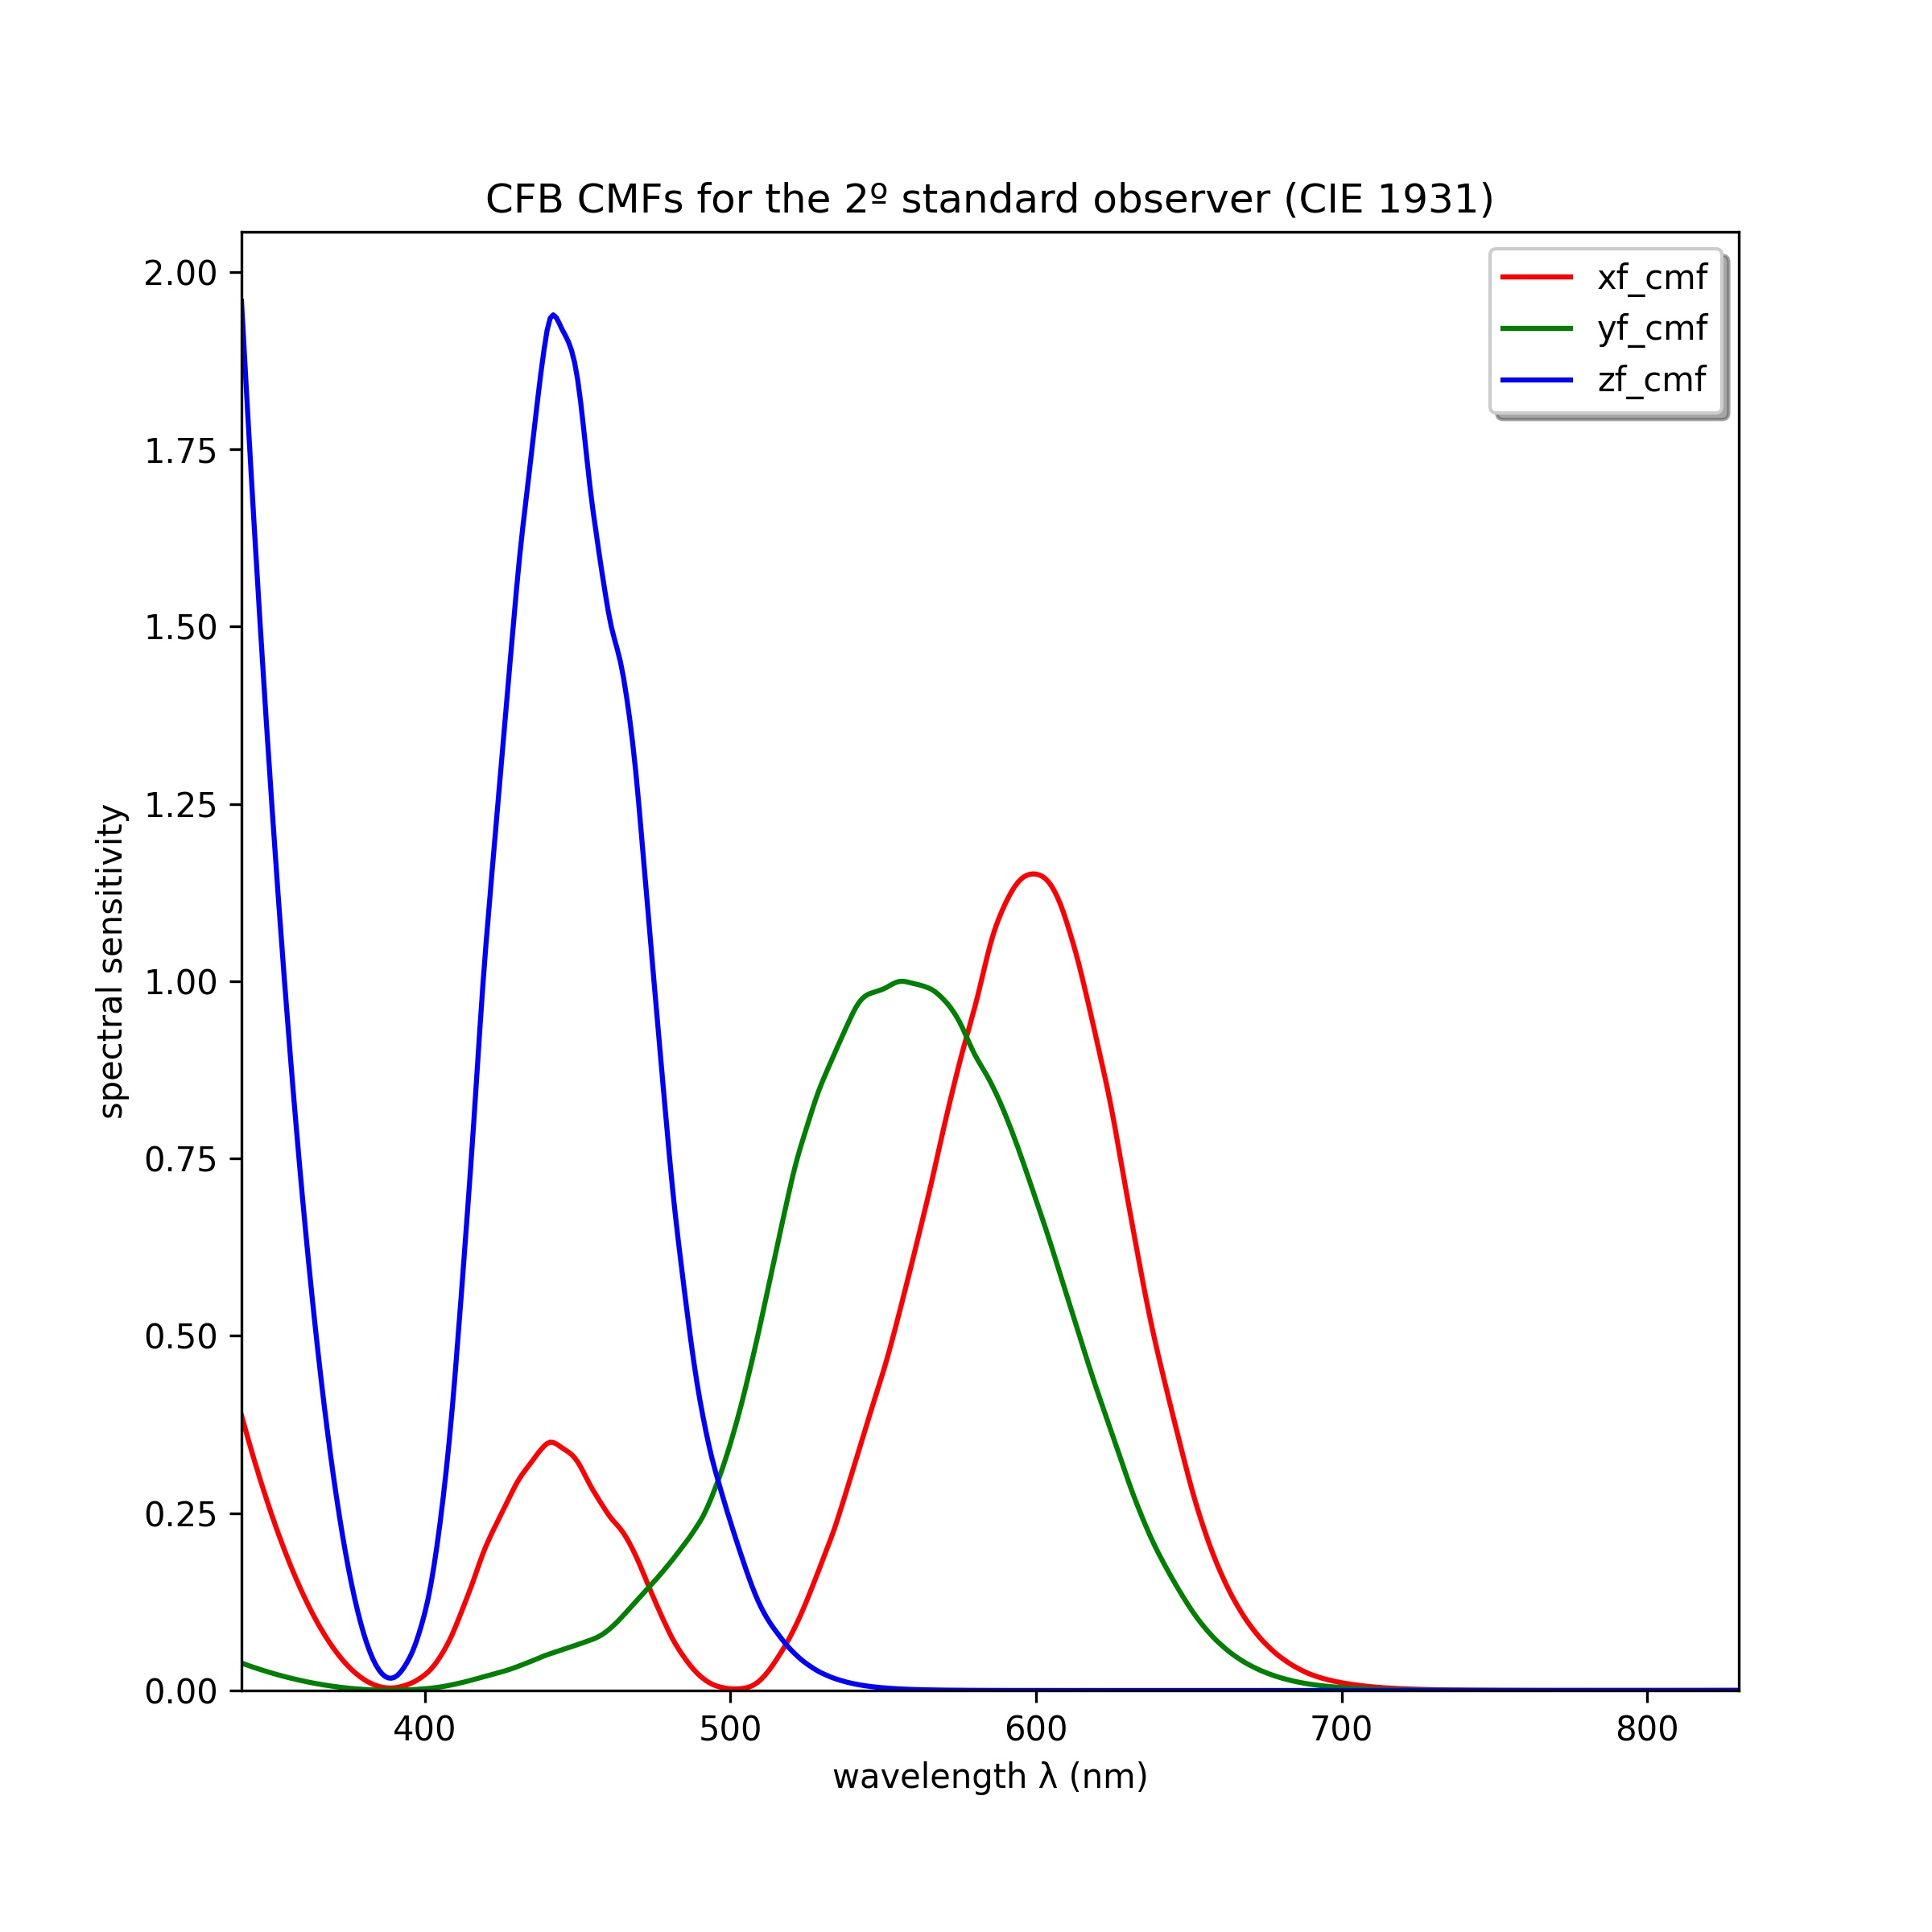 CFB CMFs for the 2º standard observer (CIE 1931)
xf_cmf
yf_cmf
zf_cmf
spectral sensitivity
2.00
1.75
1.50
1.25
1.00
0.75
0.50
0.25
0.00
400 500 600 700 800
wavelength λ (nm)